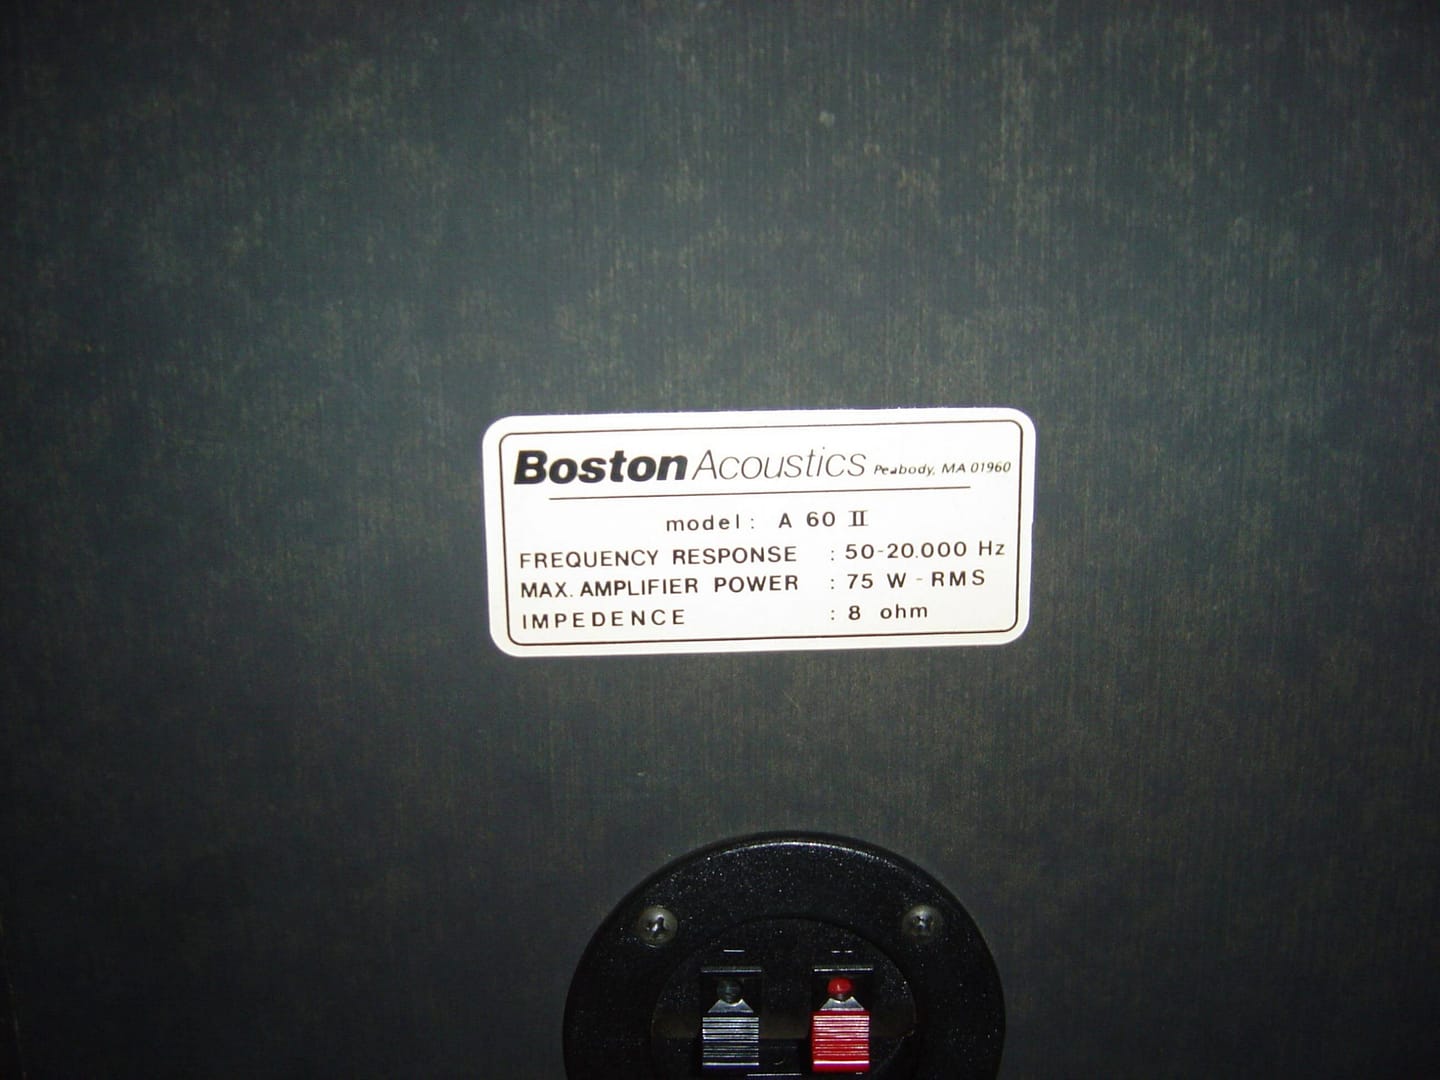 Boston Acoustics Peabody, MA 01960
model: A 60 II
FREQUENCY RESPONSE : 50-20.000 Hz
MAX. AMPLIFIER POWER : 75 W - RMS
IMPEDENCE : 8 ohm